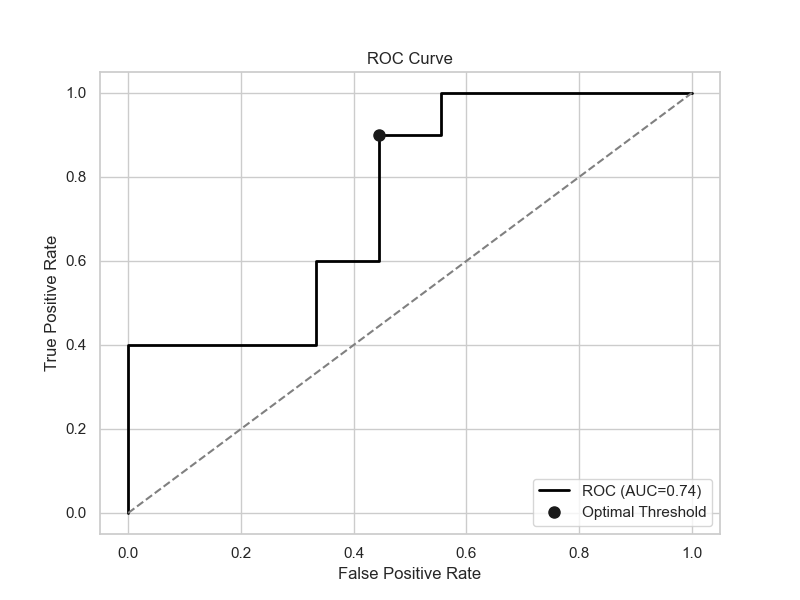 ROC Curve
True Positive Rate
1.0
0.8
0.6
0.4
0.2
0.0
ROC (AUC=0.74)
Optimal Threshold
0.0 0.2 0.4 0.6 0.8 1.0
False Positive Rate